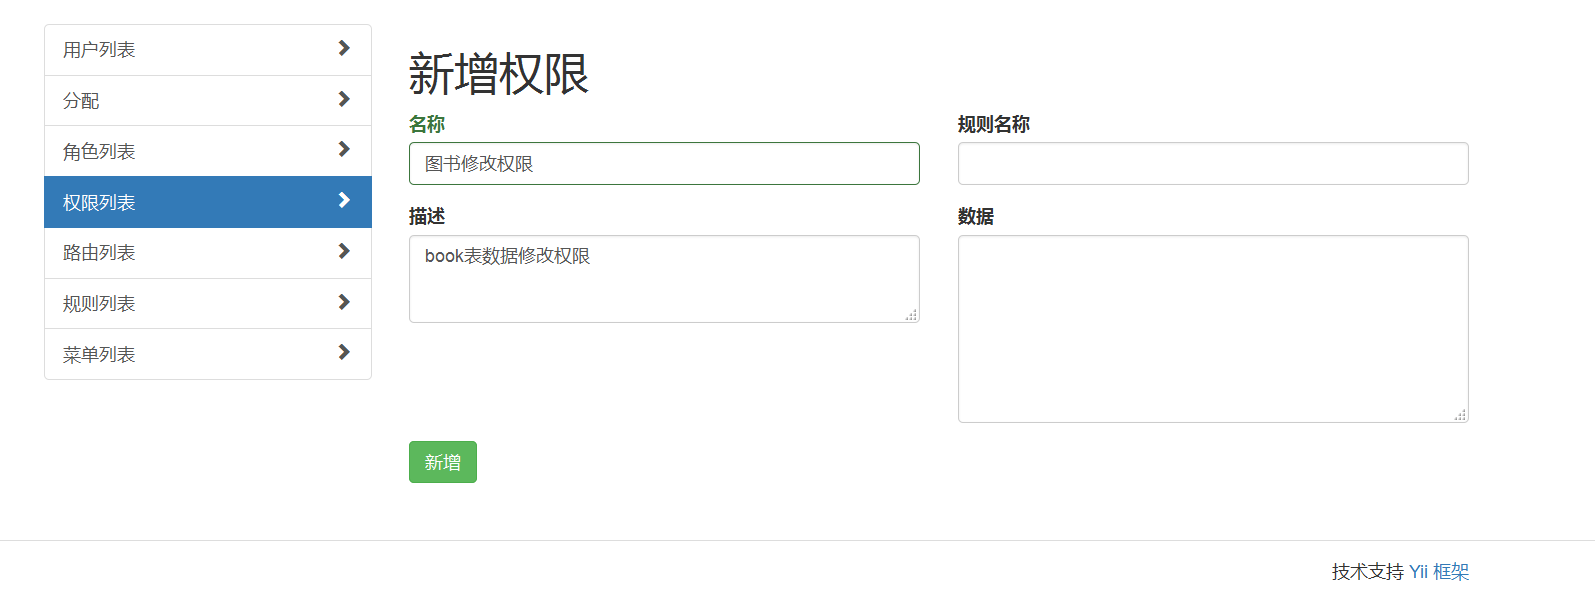 用户列表
分配
角色列表
权限列表
路由列表
规则列表
菜单列表
新增权限
名称
图书修改权限
规则名称
描述
book表数据修改权限
数据
新增
技术支持 Yii 框架